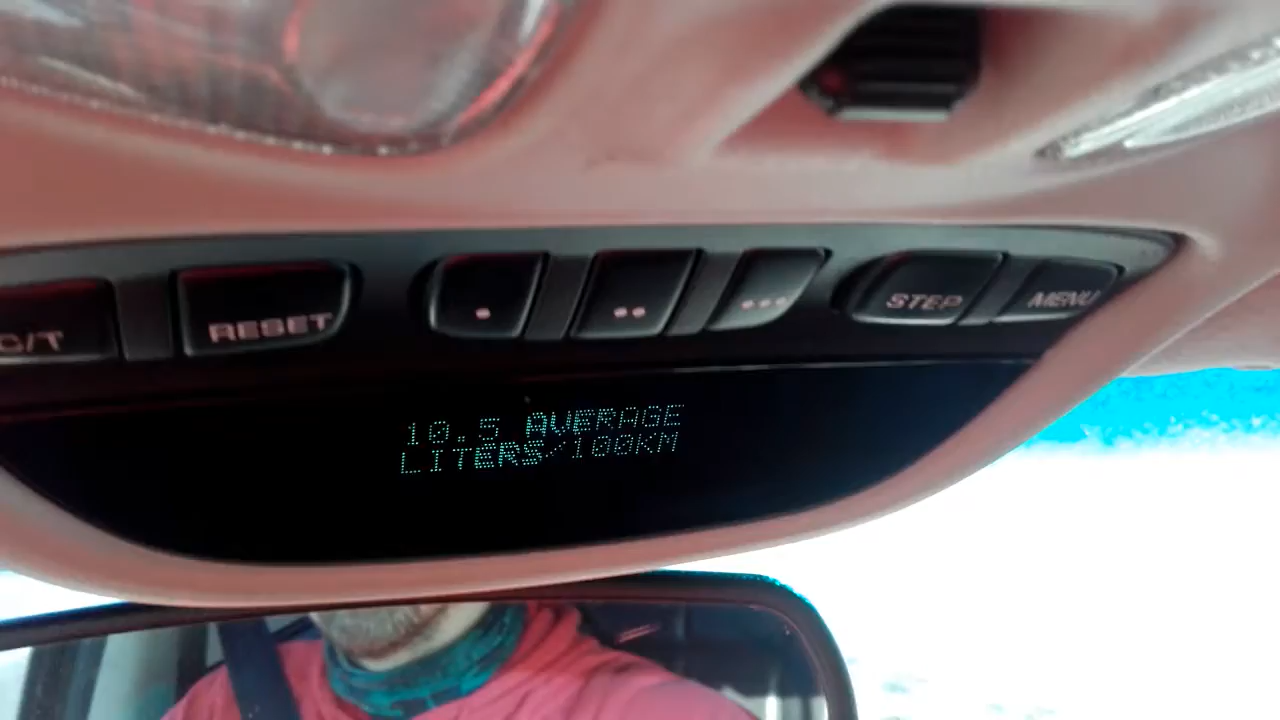 C/T
RESET
STEP
MENU
10.5 AVERAGE
LITERS/100KM